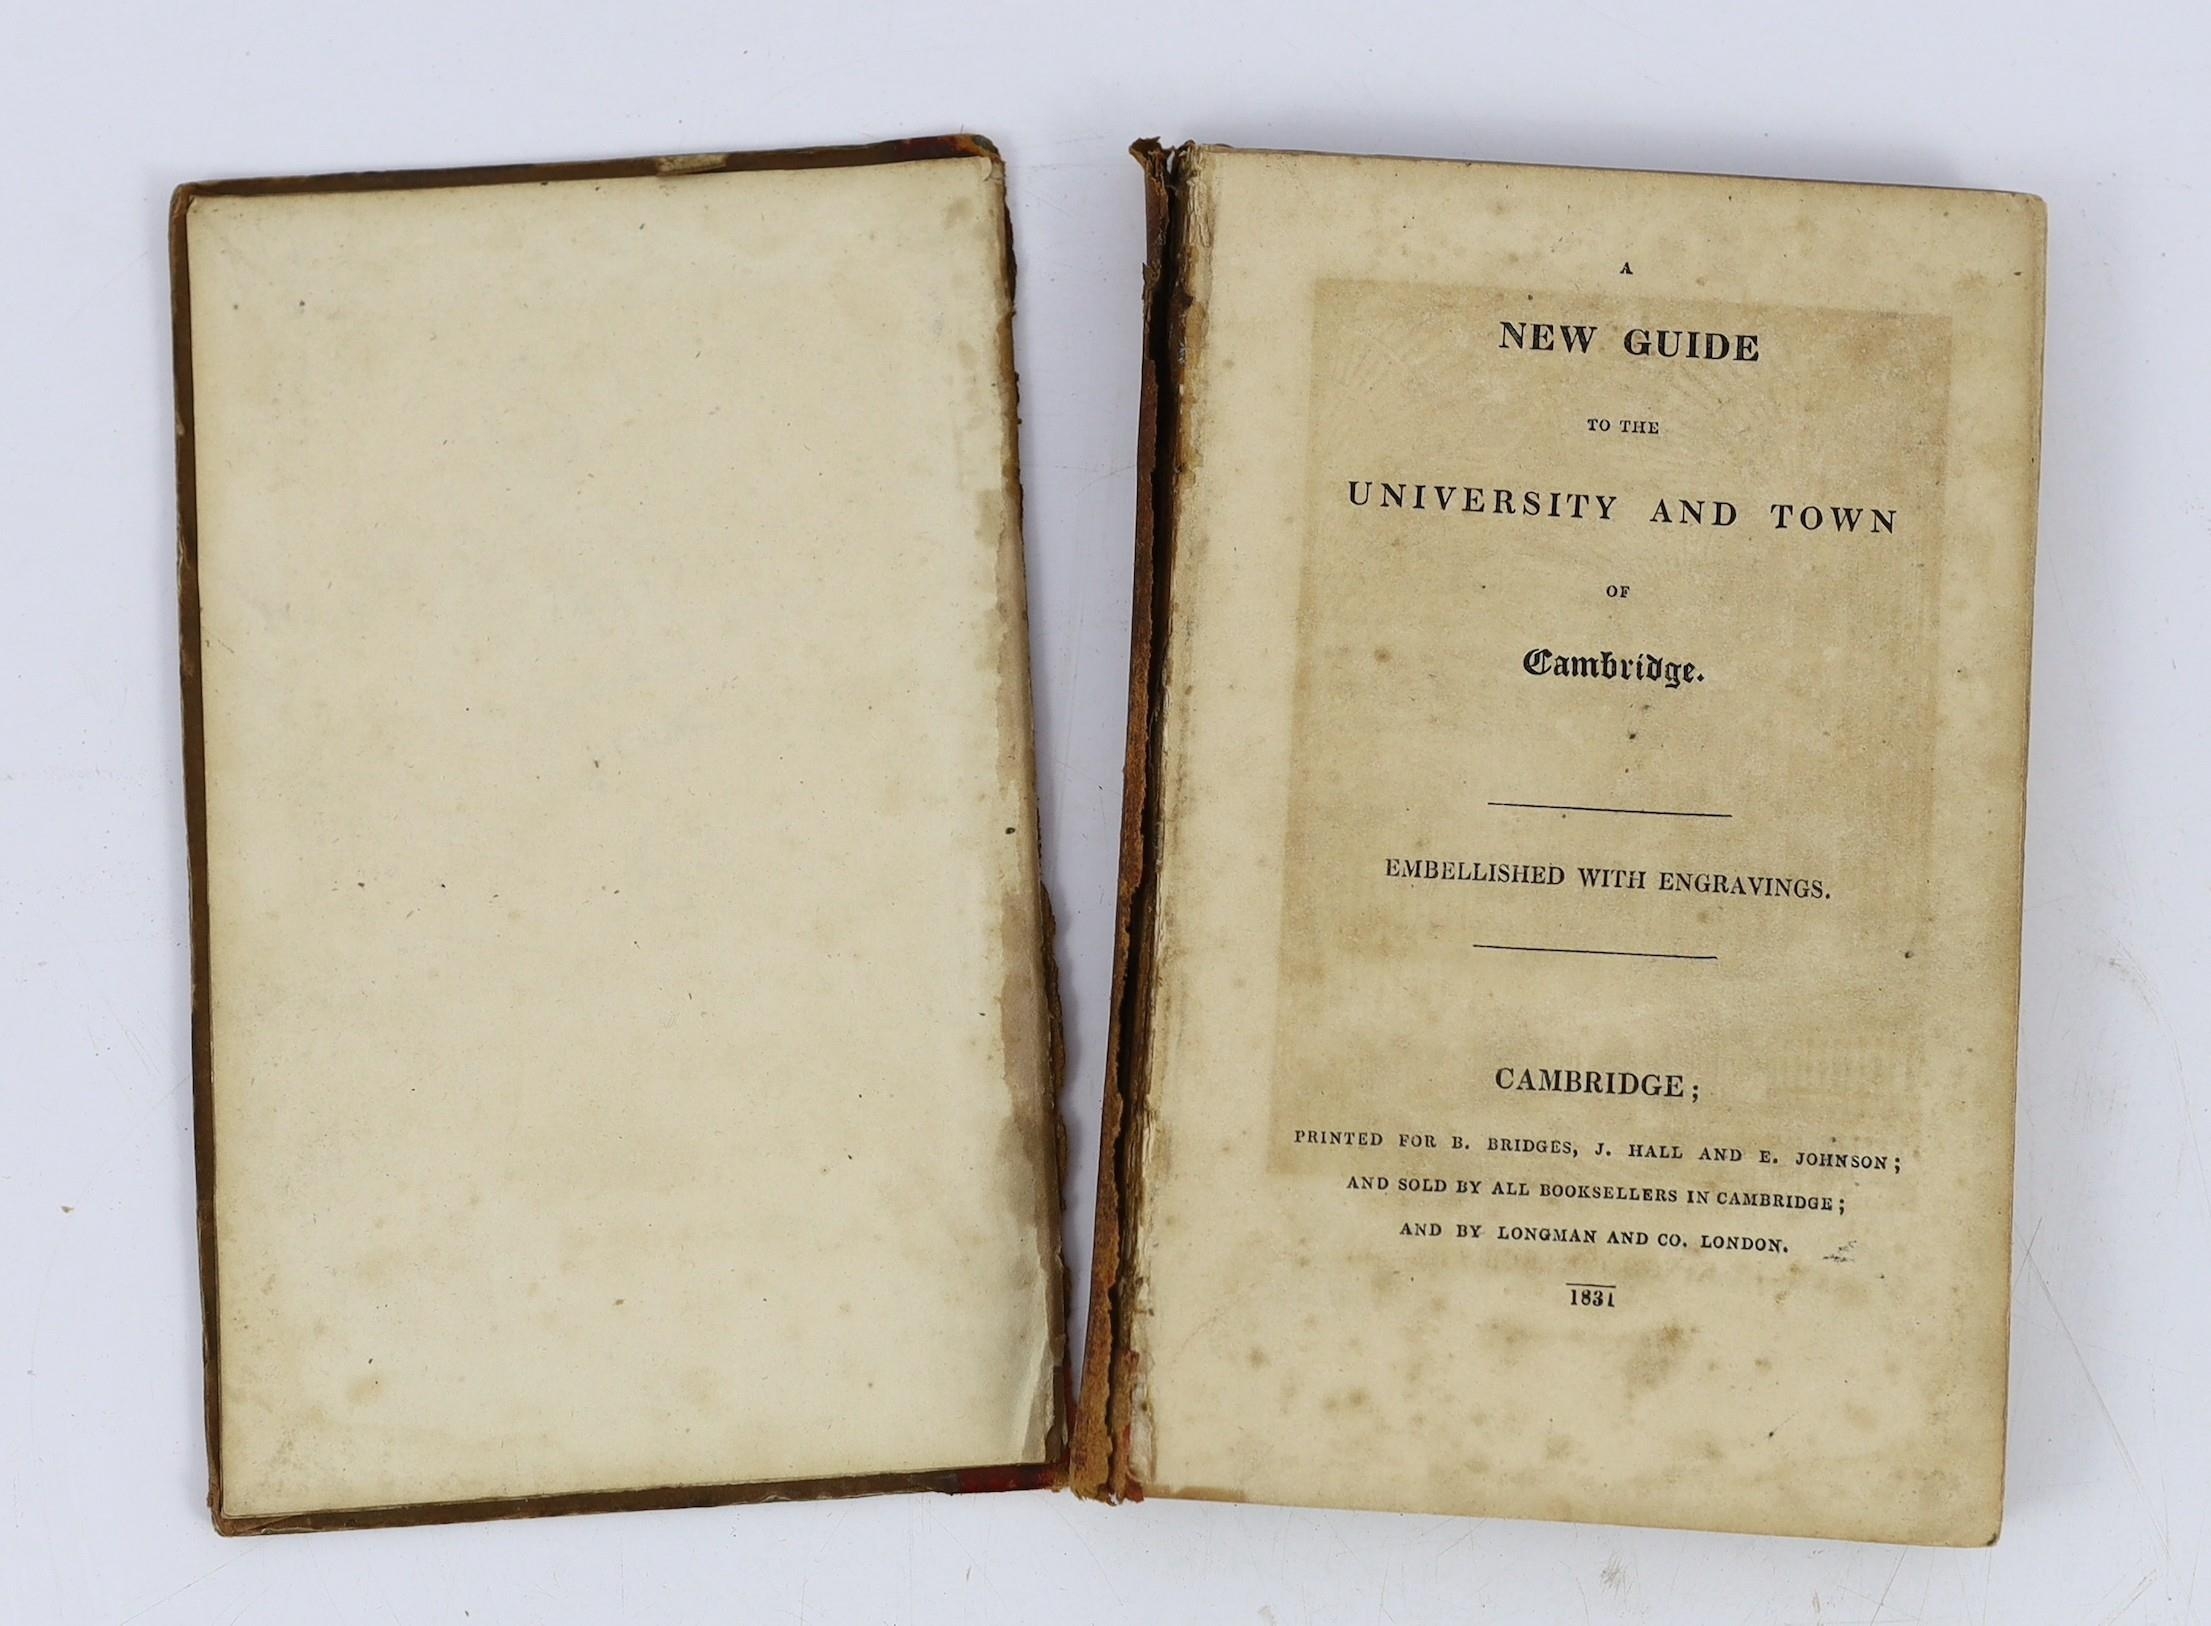 A
NEW GUIDE
TO THE
UNIVERSITY AND TOWN
OF
Cambridge.
EMBELLISHED WITH ENGRAVINGS.
CAMBRIDGE;
PRINTED FOR B. BRIDGES, J. HALL AND E. JOHNSON;
AND SOLD BY ALL BOOKSELLERS IN CAMBRIDGE;
AND BY LONGMAN AND CO. LONDON.
1831